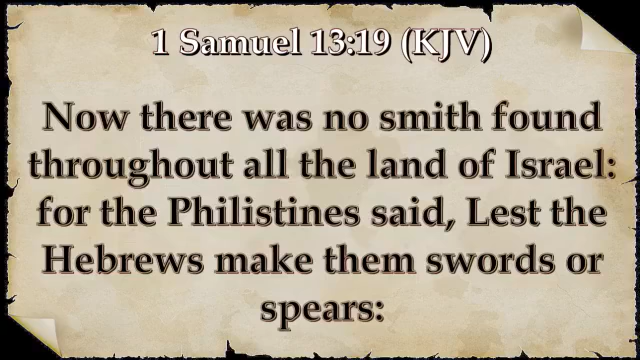 1 Samuel 13:19 (KJV)
Now there was no smith found
throughout all the land of Israel:
for the Philistines said, Lest the
Hebrews make them swords or
spears: